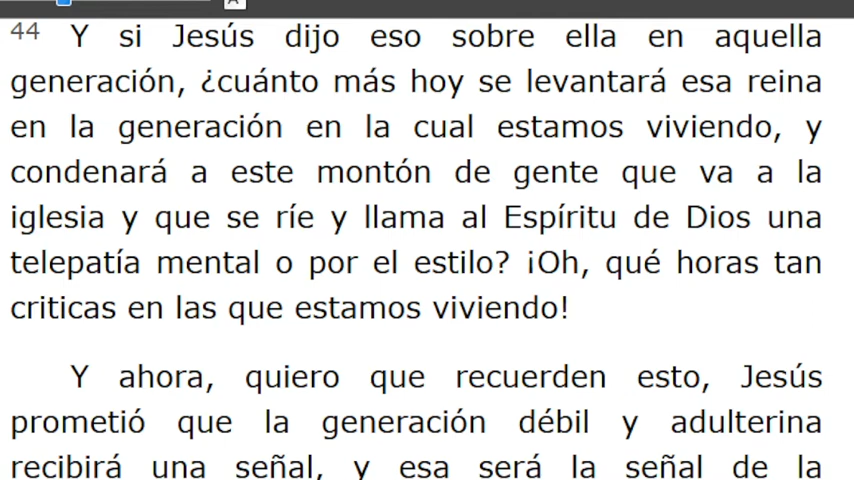 44 Y si Jesús dijo eso sobre ella en aquella
generación, ¿cuánto más hoy se levantará esa reina
en la generación en la cual estamos viviendo, y
condenará a este montón de gente que va a la
iglesia y que se ríe y llama al Espíritu de Dios una
telepatía mental o por el estilo? ¡Oh, qué horas tan
criticas en las que estamos viviendo!
Y ahora, quiero que recuerden esto, Jesús
prometió que la generación débil y adulterina
recibirá una señal, y esa será la señal de la